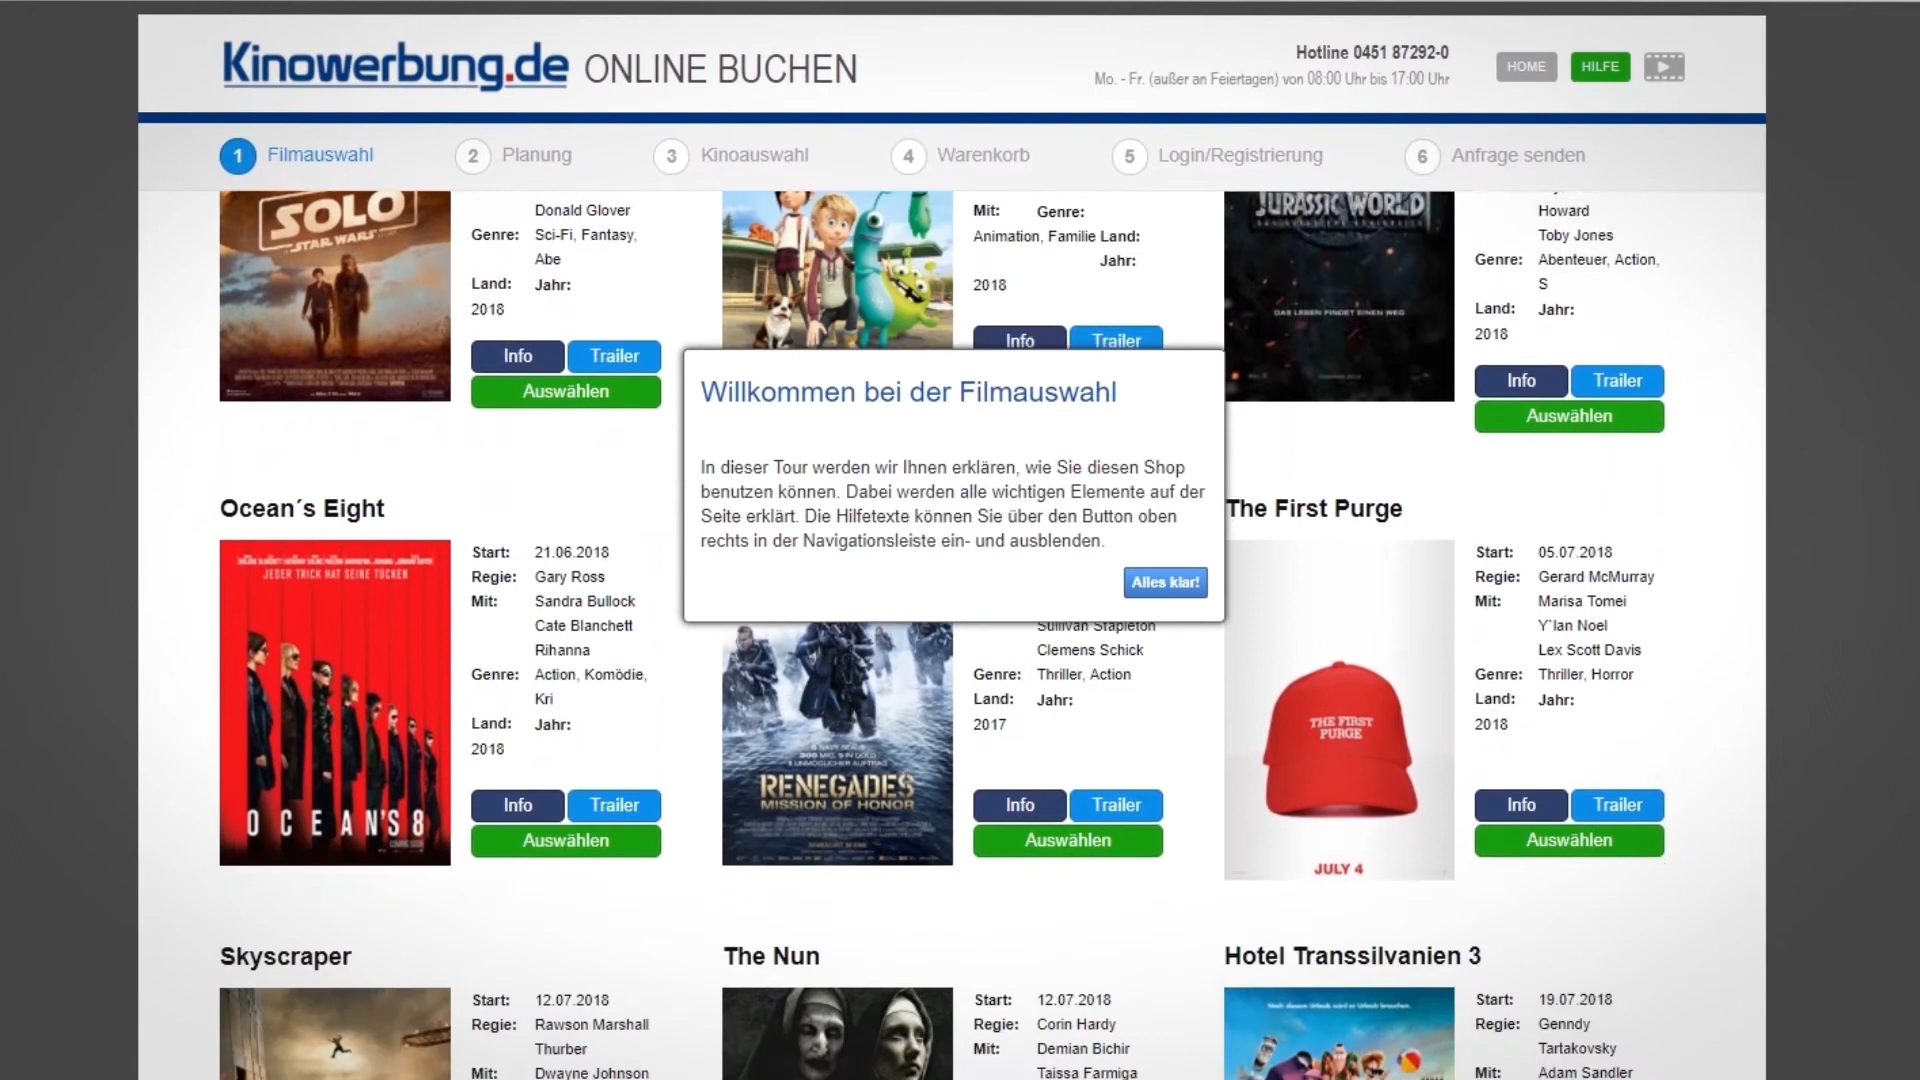 Kinowerbung.de ONLINE BUCHEN
Hotline 0451 87292-0
Mo. - Fr. (außer an Feiertagen) von 08:00 Uhr bis 17:00 Uhr
HOME
HILFE
1 Filmauswahl
2 Planung
3 Kinoauswahl
4 Warenkorb
5 Login/Registrierung
6 Anfrage senden
SOLO
A STAR WARS
Donald Glover
Genre: Sci-Fi, Fantasy,
Abe
Land: Jahr:
2018
Info Trailer
Auswählen
Mit: Genre:
Animation, Familie Land:
Jahr:
2018
Info Trailer
JURASSIC WORLD
DAS LEBEN FINDET EINEN WEG
Howard
Toby Jones
Genre: Abenteuer, Action,
S
Land: Jahr:
2018
Info Trailer
Auswählen
Willkommen bei der Filmauswahl
In dieser Tour werden wir Ihnen erklären, wie Sie diesen Shop
benutzen können. Dabei werden alle wichtigen Elemente auf der
Seite erklärt. Die Hilfetexte können Sie über den Button oben
rechts in der Navigationsleiste ein- und ausblenden.
Alles klar!
Ocean´s Eight
JEDER TRICK HAT SEINE TÜCKEN
OCEAN'S 8
Start: 21.06.2018
Regie: Gary Ross
Mit: Sandra Bullock
Cate Blanchett
Rihanna
Genre: Action, Komödie,
Kri
Land: Jahr:
2018
Info Trailer
Auswählen
RENEGADES
MISSION OF HONOR
Sullivan Stapleton
Clemens Schick
Genre: Thriller, Action
Land: Jahr:
2017
Info Trailer
Auswählen
The First Purge
THE FIRST
PURGE
JULY 4
Start: 05.07.2018
Regie: Gerard McMurray
Mit: Marisa Tomei
Y`lan Noel
Lex Scott Davis
Genre: Thriller, Horror
Land: Jahr:
2018
Info Trailer
Auswählen
Skyscraper
Start: 12.07.2018
Regie: Rawson Marshall
Thurber
Mit: Dwayne Johnson
The Nun
Start: 12.07.2018
Regie: Corin Hardy
Mit: Demian Bichir
Taissa Farmiga
Hotel Transsilvanien 3
Start: 19.07.2018
Regie: Genndy
Tartakovsky
Mit: Adam Sandler